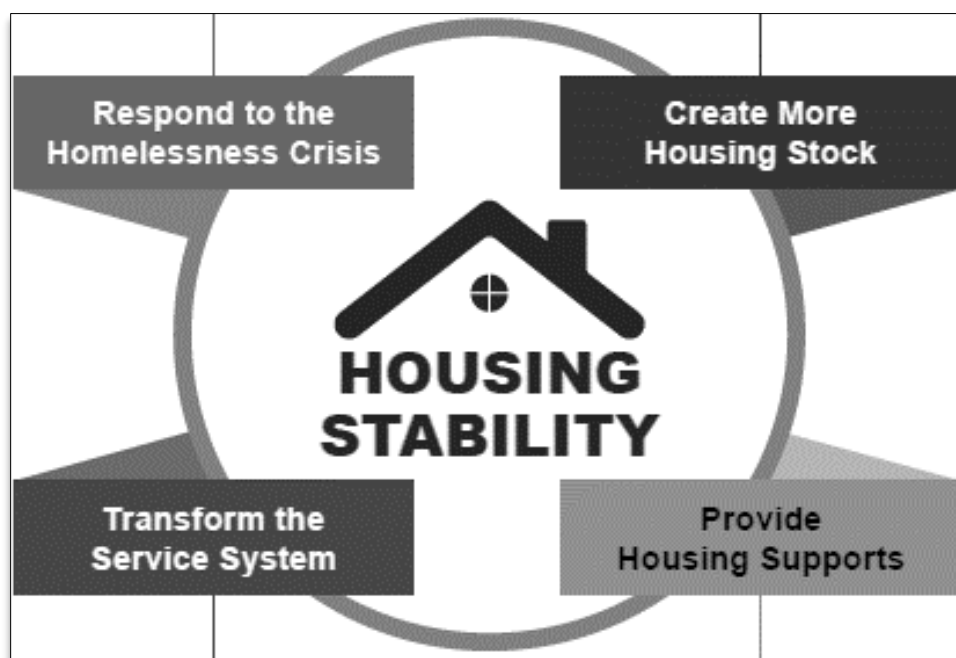 Respond to the
Homelessness Crisis
Create More
Housing Stock
HOUSING
STABILITY
Transform the
Service System
Provide
Housing Supports